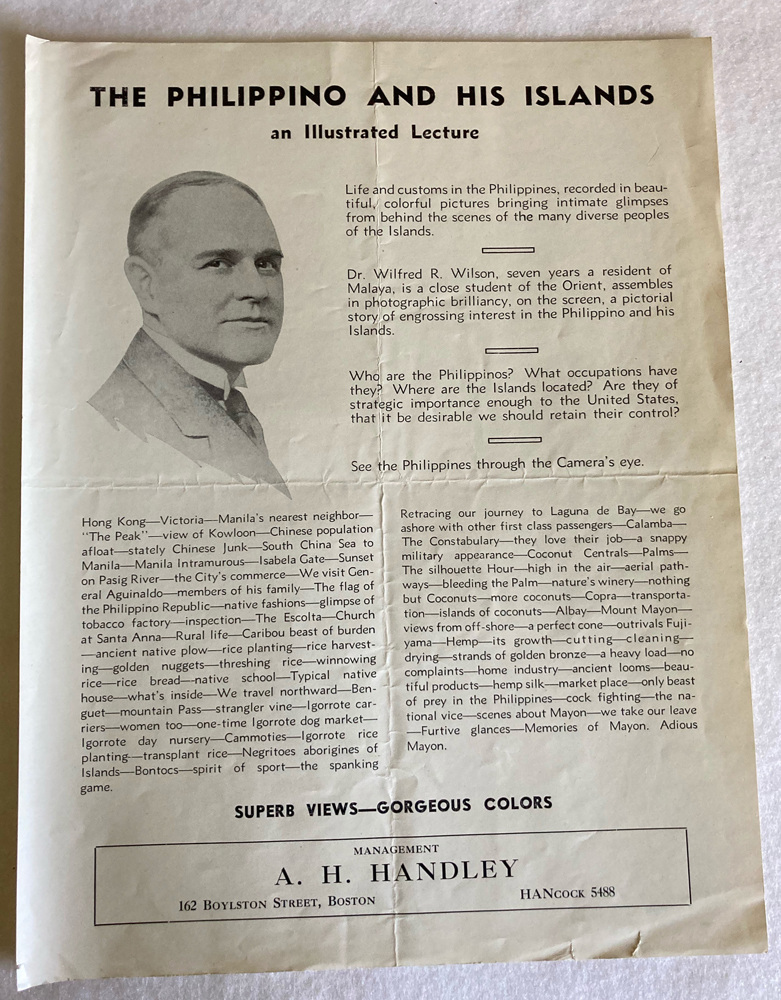 THE PHILIPPINO AND HIS ISLANDS
an Illustrated Lecture
Life and customs in the Philippines, recorded in beau-
tiful, colorful pictures bringing intimate glimpses
from behind the scenes of the many diverse peoples
of the Islands.
Dr. Wilfred R. Wilson, seven years a resident of
Malaya, is a close student of the Orient, assembles
in photographic brilliancy, on the screen, a pictorial
story of engrossing interest in the Philippino and his
Islands.
Who are the Philippinos? What occupations have
they? Where are the Islands located? Are they of
strategic importance enough to the United States,
that it be desirable we should retain their control?
See the Philippines through the Camera's eye.
Hong Kong—Victoria—Manila's nearest neighbor—
"The Peak"—view of Kowloon—Chinese population
afloat—stately Chinese Junk—South China Sea to
Manila—Manila Intramurous—Isabela Gate—Sunset
on Pasig River—the City's commerce—We visit Gen-
eral Aguinaldo—members of his family—The flag of
the Philippino Republic—native fashions—glimpse of
tobacco factory—inspection—The Escolta—Church
at Santa Anna—Rural life—Caribou beast of burden
—ancient native plow—rice planting—rice harvest-
ing—golden nuggets—threshing rice—winnowing
rice—rice bread—native school—Typical native
house—what's inside—We travel northward—Ben-
guet—mountain Pass—strangler vine—Igorrote car-
riers—women too—one-time Igorrote dog market—
Igorrote day nursery—Cammoties—Igorrote rice
planting—transplant rice—Negritoes aborigines of
Islands—Bontocs—spirit of sport—the spanking
game.
Retracing our journey to Laguna de Bay—we go
ashore with other first class passengers—Calamba—
The Constabulary—they love their job—a snappy
military appearance—Coconut Centrals—Palms—
The silhouette Hour—high in the air—aerial path-
ways—bleeding the Palm—nature's winery—nothing
but Coconuts—more coconuts—Copra—transporta-
tion—islands of coconuts—Albay—Mount Mayon—
views from off-shore—a perfect cone—outrivals Fuji-
yama—Hemp—its growth—cutting—cleaning—
drying—strands of golden bronze—a heavy load—no
complaints—home industry—ancient looms—beau-
tiful products—hemp silk—market place—only beast
of prey in the Philippines—cock fighting—the na-
tional vice—scenes about Mayon—we take our leave
—Furtive glances—Memories of Mayon. Adious
Mayon.
SUPERB VIEWS—GORGEOUS COLORS
MANAGEMENT
A. H. HANDLEY
162 BOYLSTON STREET, BOSTON
HANCOCK 5488